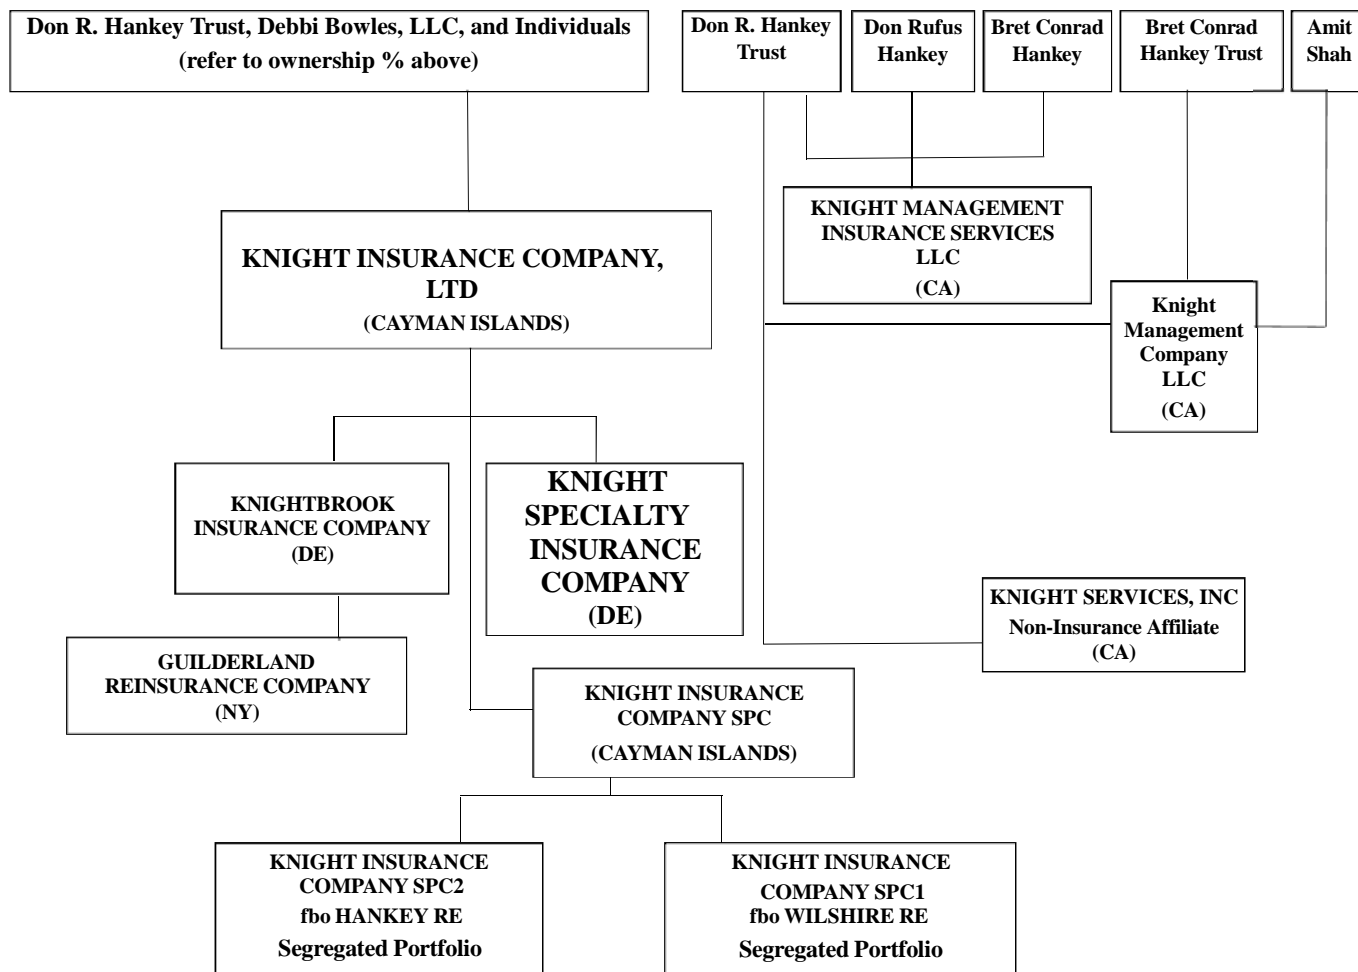 Don R. Hankey Trust, Debbi Bowles, LLC, and Individuals
(refer to ownership % above)
Don R. Hankey
Trust
Don Rufus
Hankey
Bret Conrad
Hankey
Bret Conrad
Hankey Trust
Amit
Shah
KNIGHT MANAGEMENT
INSURANCE SERVICES
LLC
(CA)
KNIGHT INSURANCE COMPANY,
LTD
(CAYMAN ISLANDS)
Knight
Management
Company
LLC
(CA)
KNIGHTBROOK
INSURANCE COMPANY
(DE)
KNIGHT
SPECIALTY
INSURANCE
COMPANY
(DE)
KNIGHT SERVICES, INC
Non-Insurance Affiliate
(CA)
GUILDERLAND
REINSURANCE COMPANY
(NY)
KNIGHT INSURANCE
COMPANY SPC
(CAYMAN ISLANDS)
KNIGHT INSURANCE
COMPANY SPC2
fbo HANKEY RE
Segregated Portfolio
KNIGHT INSURANCE
COMPANY SPC1
fbo WILSHIRE RE
Segregated Portfolio